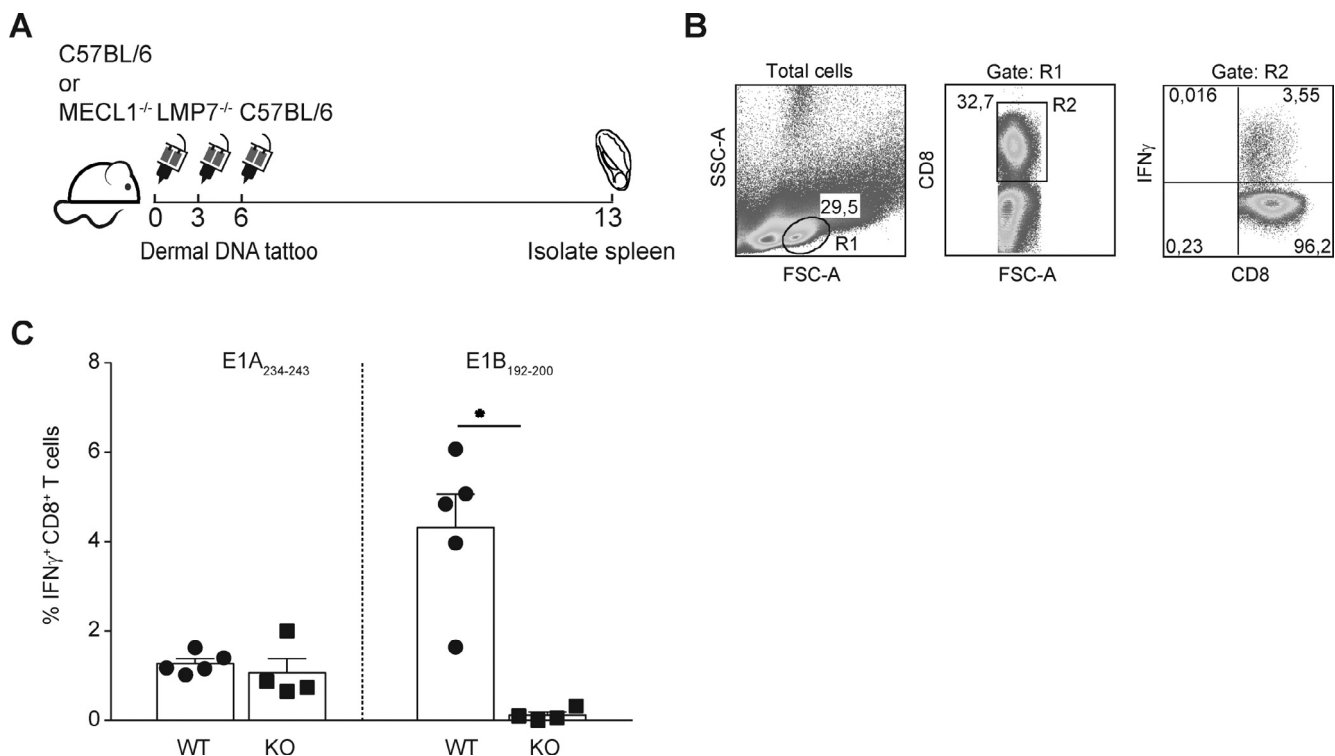 A
C57BL/6
or
MECL1-/- LMP7-/- C57BL/6
0 3 6 13
Dermal DNA tattoo
Isolate spleen
B
Total cells
SSC-A
29,5
R1
FSC-A
Gate: R1
32,7
R2
CD8
FSC-A
Gate: R2
0,016 3,55
IFNγ
0,23 96,2
CD8
C
E1A234-243 E1B192-200
*
% IFNγ+ CD8+ T cells
8
6
4
2
0
WT KO WT KO